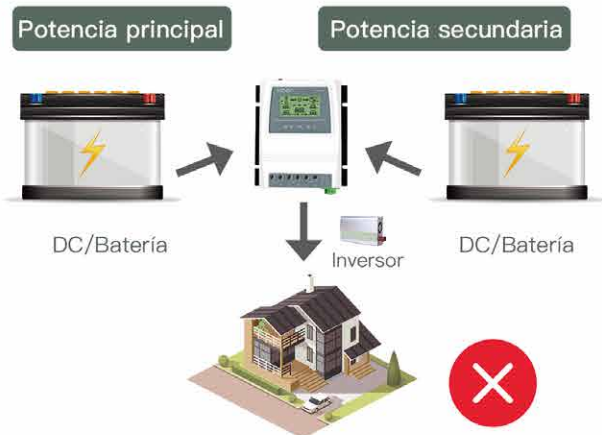 Potencia principal
Potencia secundaria
DC/Batería
DC/Batería
Inversor